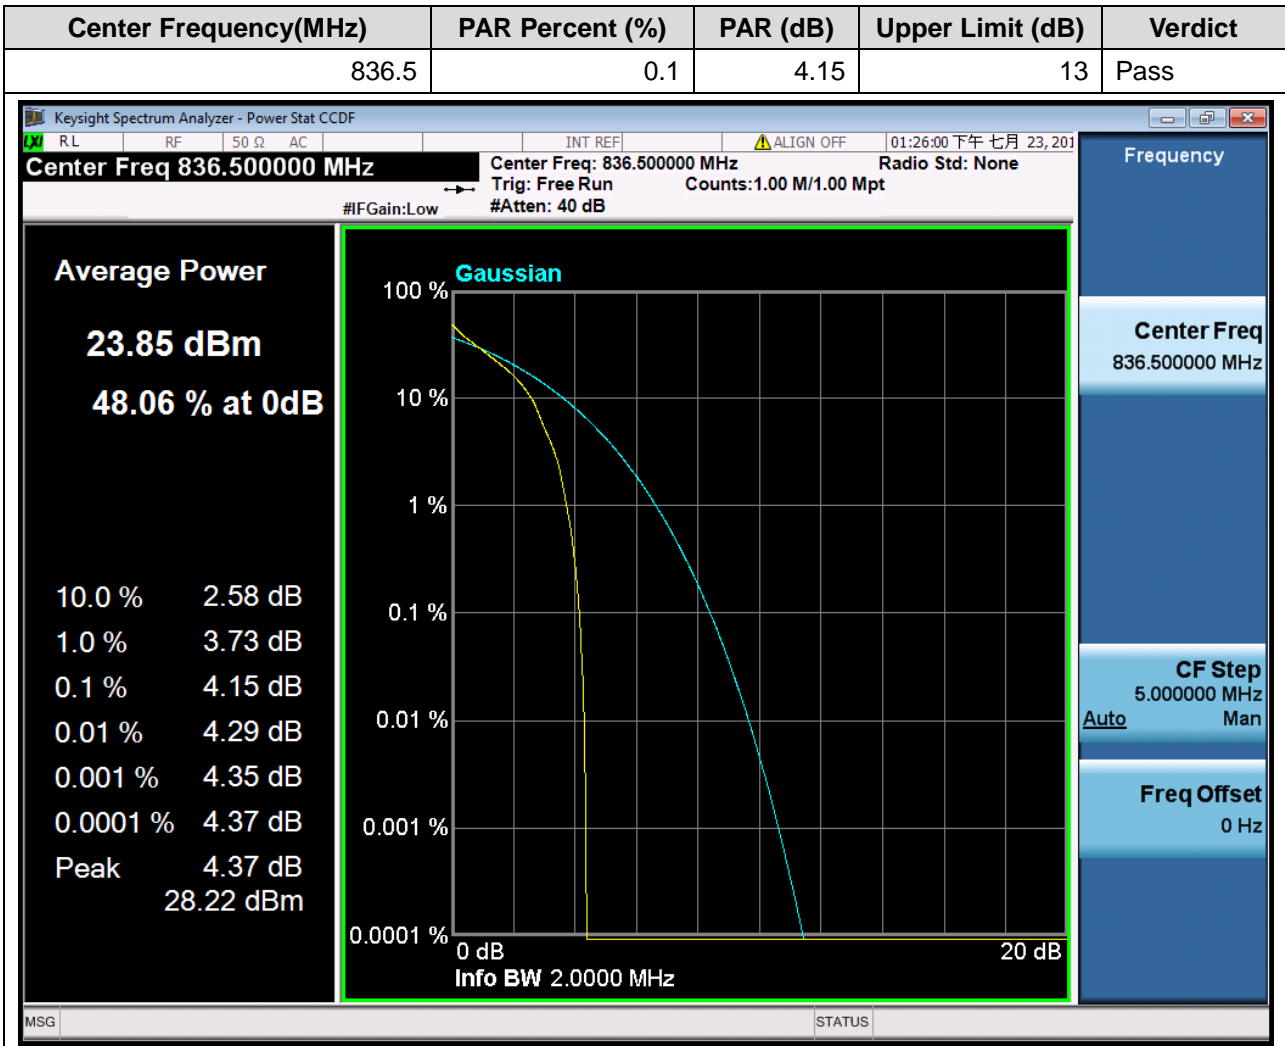 Center Frequency(MHz) PAR Percent (%) PAR (dB) Upper Limit (dB) Verdict
836.5 0.1 4.15 13 Pass
Keysight Spectrum Analyzer - Power Stat CCDF
LXI RL RF 50 Ω AC INT REF ALIGN OFF 01:26:00 下午 七月 23, 201
Center Freq 836.500000 MHz
Center Freq: 836.500000 MHz Radio Std: None
Trig: Free Run Counts:1.00 M/1.00 Mpt
#IFGain:Low #Atten: 40 dB
Average Power
23.85 dBm
48.06 % at 0dB
10.0 % 2.58 dB
1.0 % 3.73 dB
0.1 % 4.15 dB
0.01 % 4.29 dB
0.001 % 4.35 dB
0.0001 % 4.37 dB
Peak 4.37 dB
28.22 dBm
Gaussian
100 %
10 %
1 %
0.1 %
0.01 %
0.001 %
0.0001 %
0 dB 20 dB
Info BW 2.0000 MHz
Frequency
Center Freq
836.500000 MHz
CF Step
5.000000 MHz
Auto Man
Freq Offset
0 Hz
MSG STATUS